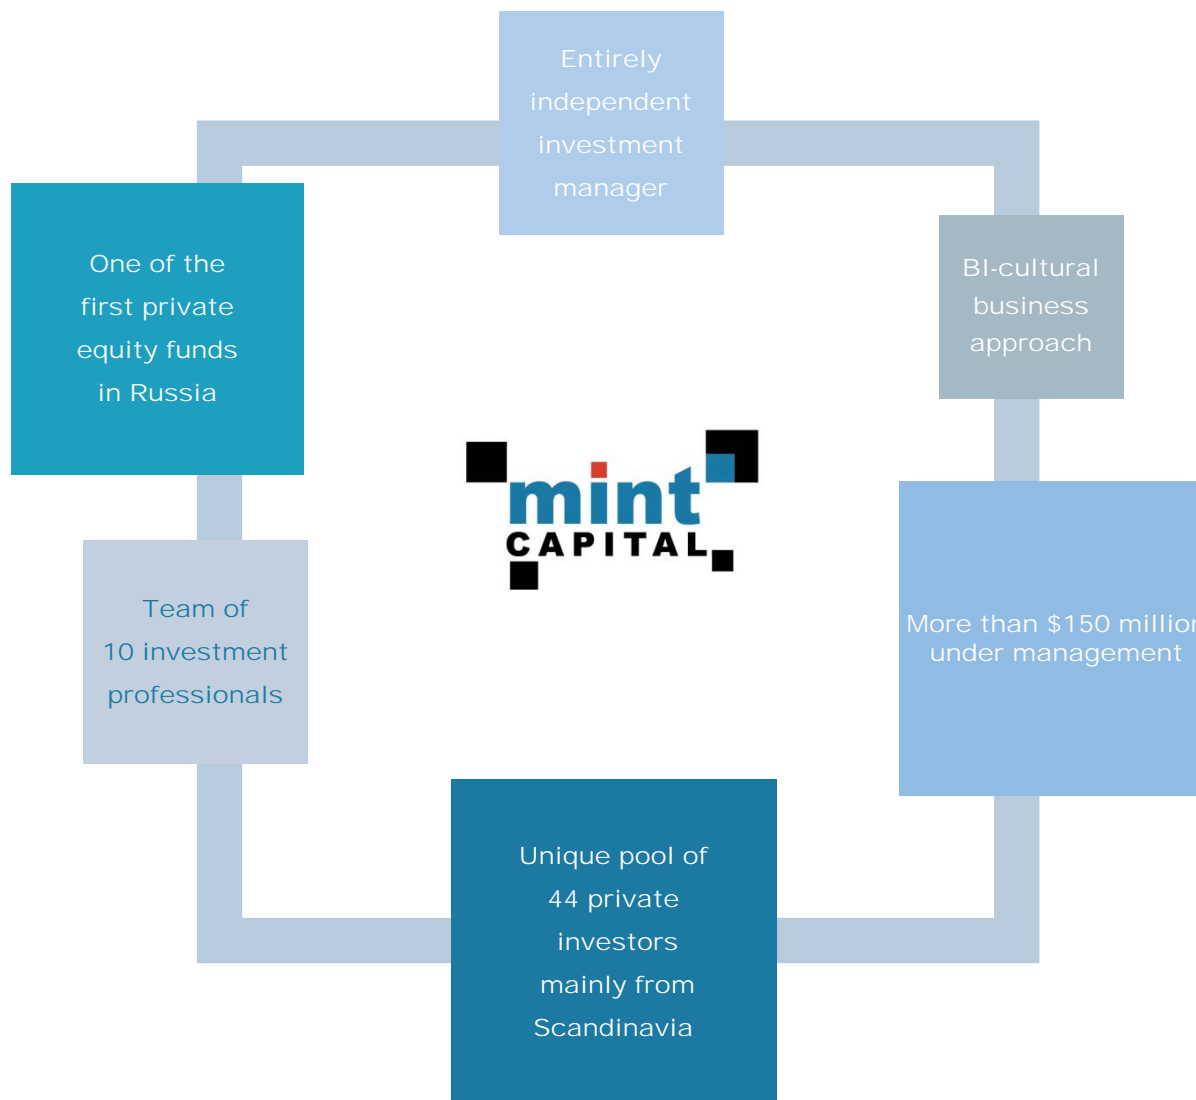 Entirely
independent
investment
manager
One of the
first private
equity funds
in Russia
BI-cultural
business
approach
mint
CAPITAL
Team of
10 investment
professionals
More than $150 million
under management
Unique pool of
44 private
investors
mainly from
Scandinavia